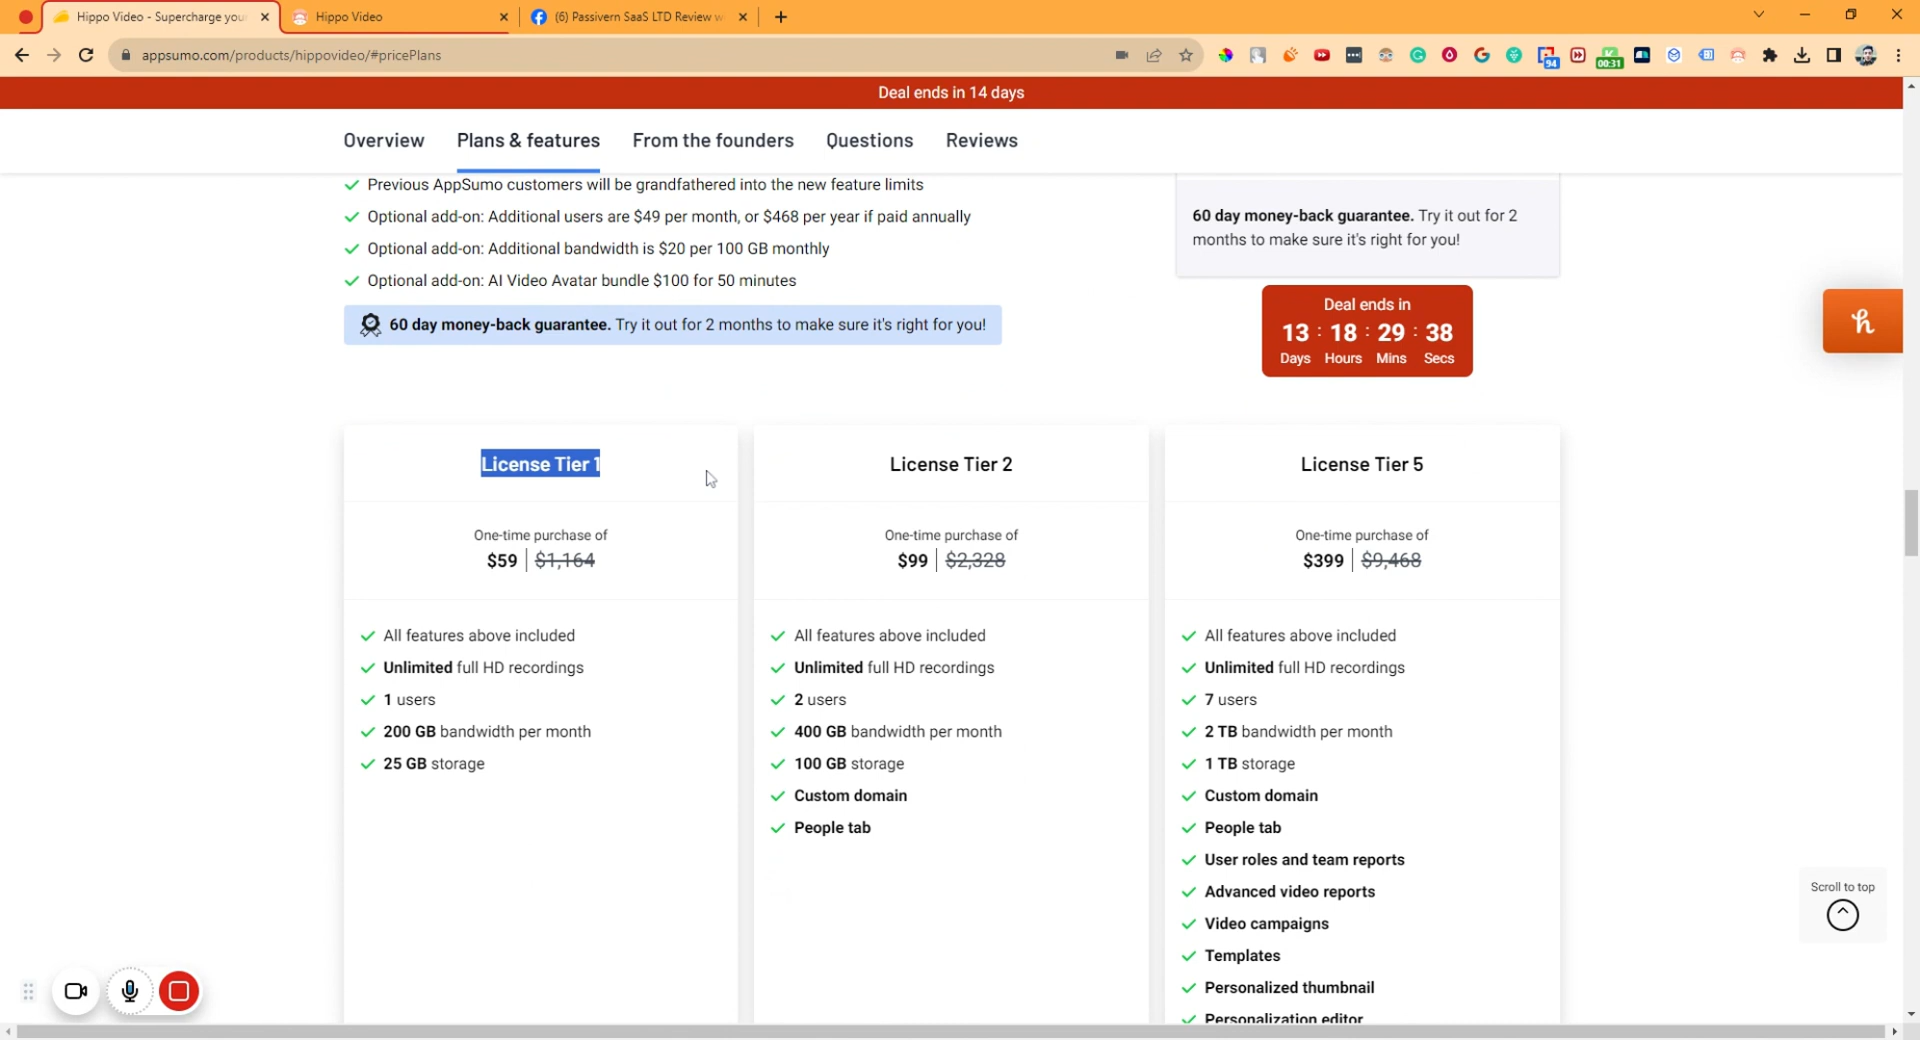 Hippo Video - Supercharge you
Hippo Video
(6) Passivern SaaS LTD Review w
appsumo.com/products/hippovideo/#pricePlans
94
00:31
Deal ends in 14 days
Overview
Plans & features
From the founders
Questions
Reviews
Previous AppSumo customers will be grandfathered into the new feature limits
Optional add-on: Additional users are $49 per month, or $468 per year if paid annually
Optional add-on: Additional bandwidth is $20 per 100 GB monthly
Optional add-on: AI Video Avatar bundle $100 for 50 minutes
60 day money-back guarantee. Try it out for 2 months to make sure it's right for you!
60 day money-back guarantee. Try it out for 2
months to make sure it's right for you!
Deal ends in
13 : 18 : 29 : 38
Days Hours Mins Secs
License Tier 1
One-time purchase of
$59 | $1,164
All features above included
Unlimited full HD recordings
1 users
200 GB bandwidth per month
25 GB storage
License Tier 2
One-time purchase of
$99 | $2,328
All features above included
Unlimited full HD recordings
2 users
400 GB bandwidth per month
100 GB storage
Custom domain
People tab
License Tier 5
One-time purchase of
$399 | $9,468
All features above included
Unlimited full HD recordings
7 users
2 TB bandwidth per month
1 TB storage
Custom domain
People tab
User roles and team reports
Advanced video reports
Video campaigns
Templates
Personalized thumbnail
Personalization editor
Scroll to top